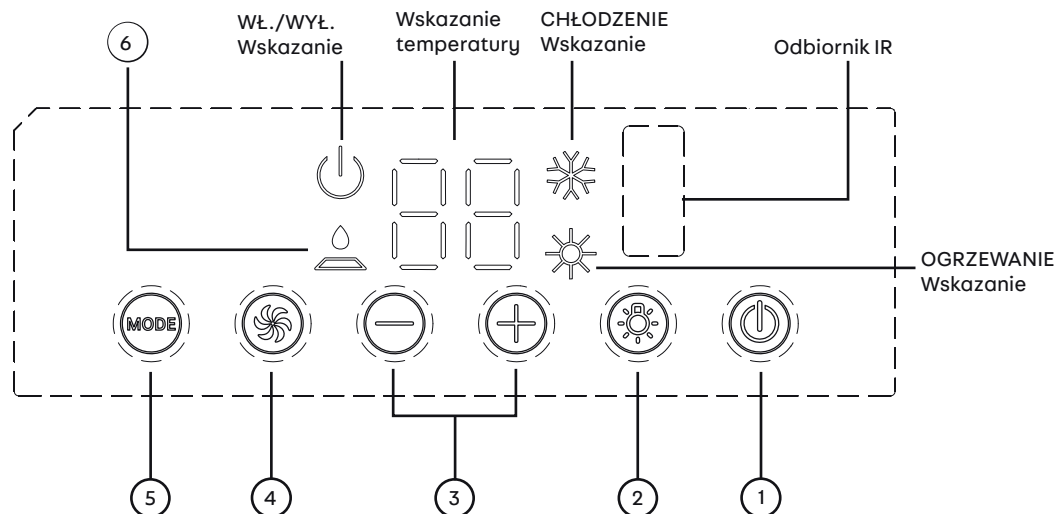 6
WŁ./WYŁ.
Wskazanie
Wskazanie
temperatury
CHŁODZENIE
Wskazanie
Odbiornik IR
OGRZEWANIE
Wskazanie
MODE
5
4
3
2
1